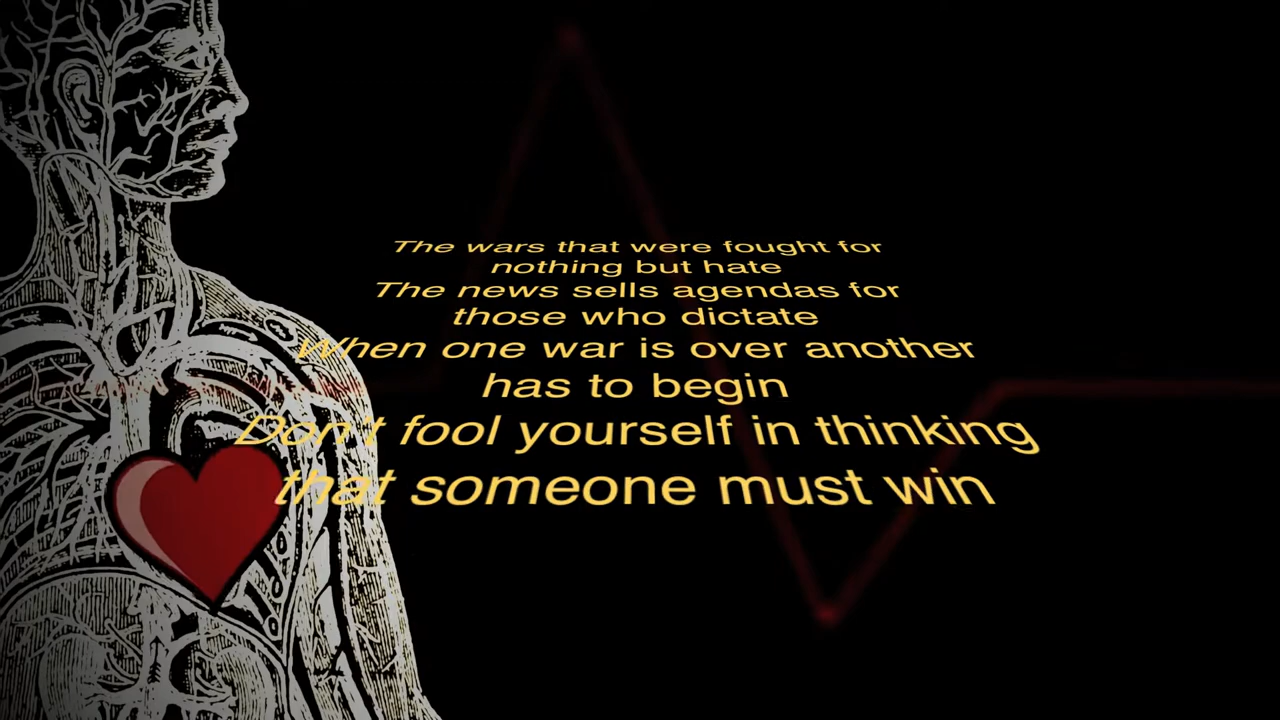 The wars that were fought for
nothing but hate
The news sells agendas for
those who dictate
When one war is over another
has to begin
Don't fool yourself in thinking
that someone must win